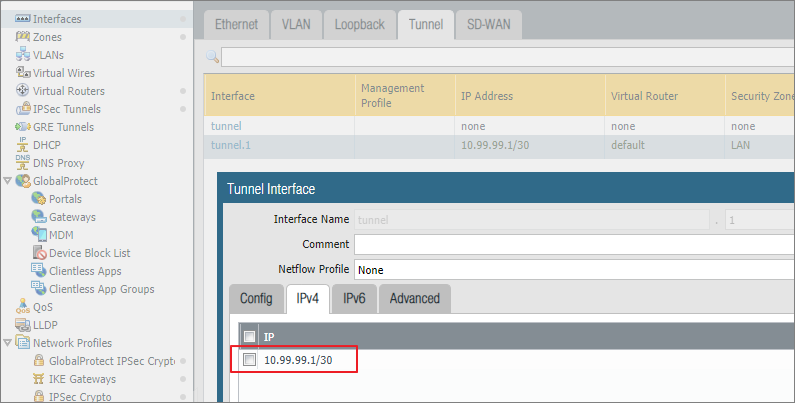 Interfaces
Zones
VLANs
Virtual Wires
Virtual Routers
IPSec Tunnels
GRE Tunnels
IP
DHCP
DNS
DNS Proxy
GlobalProtect
Portals
Gateways
MDM
Device Block List
Clientless Apps
Clientless App Groups
QoS
QoS
LLDP
Network Profiles
GlobalProtect IPSec Crypto
IKE Gateways
IPSec Crypto
Ethernet VLAN Loopback Tunnel SD-WAN
Interface Management Profile IP Address Virtual Router Security Zone
tunnel none none none
tunnel.1 10.99.99.1/30 default LAN
Tunnel Interface
Interface Name tunnel . 1
Comment
Netflow Profile None
Config IPv4 IPv6 Advanced
IP
10.99.99.1/30